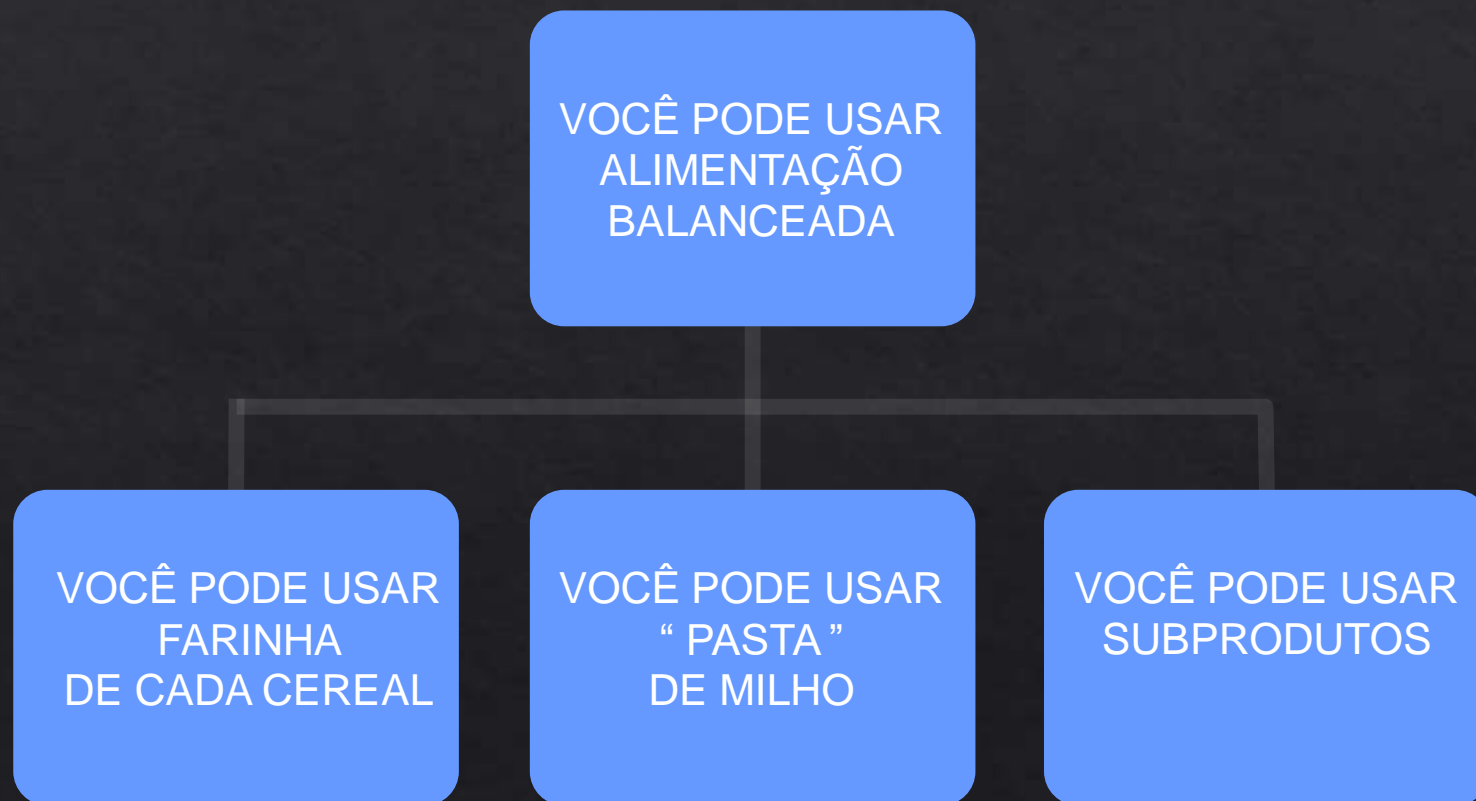 VOCÊ PODE USAR
ALIMENTAÇÃO
BALANCEADA
VOCÊ PODE USAR
FARINHA
DE CADA CEREAL
VOCÊ PODE USAR
“ PASTA ”
DE MILHO
VOCÊ PODE USAR
SUBPRODUTOS